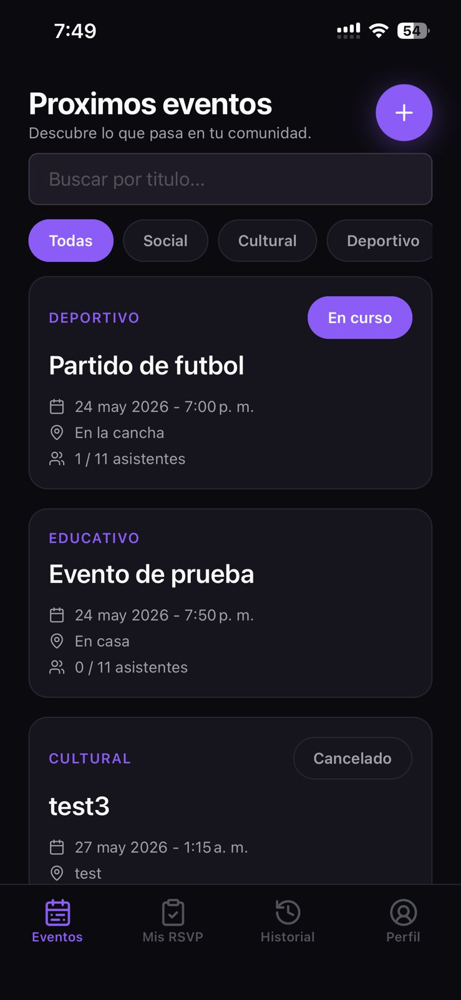 7:49
54
Proximos eventos
Descubre lo que pasa en tu comunidad.
Buscar por titulo...
Todas
Social
Cultural
Deportivo
DEPORTIVO
En curso
Partido de futbol
24 may 2026 - 7:00 p. m.
En la cancha
1 / 11 asistentes
EDUCATIVO
Evento de prueba
24 may 2026 - 7:50 p. m.
En casa
0 / 11 asistentes
CULTURAL
Cancelado
test3
27 may 2026 - 1:15 a. m.
test
Eventos
Mis RSVP
Historial
Perfil